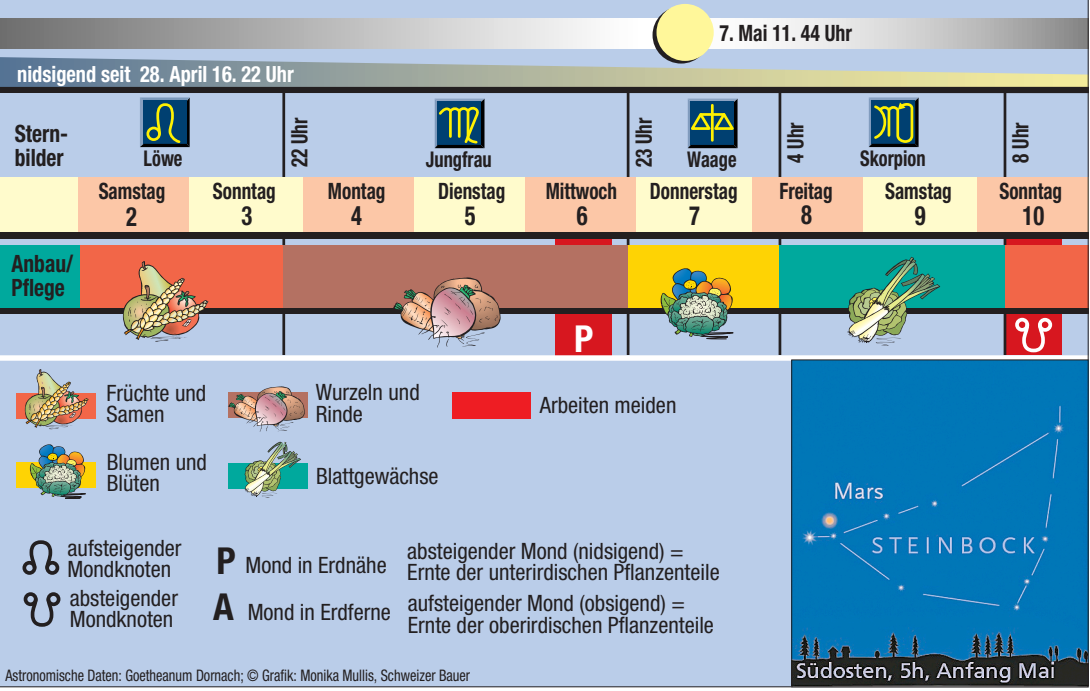 7. Mai 11. 44 Uhr
nidsigend seit 28. April 16. 22 Uhr
Stern-
bilder
Löwe
22 Uhr
Jungfrau
23 Uhr
Waage
4 Uhr
Skorpion
8 Uhr
Samstag
2
Sonntag
3
Montag
4
Dienstag
5
Mittwoch
6
Donnerstag
7
Freitag
8
Samstag
9
Sonntag
10
Anbau/
Pflege
P
Früchte und
Samen
Wurzeln und
Rinde
Arbeiten meiden
Blumen und
Blüten
Blattgewächse
aufsteigender
Mondknoten
absteigender
Mondknoten
P Mond in Erdnähe
A Mond in Erdferne
absteigender Mond (nidsigend) =
Ernte der unterirdischen Pflanzenteile
aufsteigender Mond (obsigend) =
Ernte der oberirdischen Pflanzenteile
Mars
STEINBOCK
Südosten, 5h, Anfang Mai
Astronomische Daten: Goetheanum Dornach; © Grafik: Monika Mullis, Schweizer Bauer